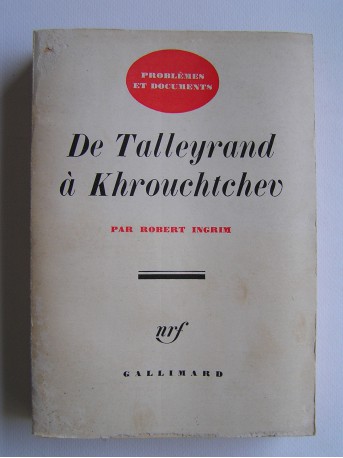 PROBLÈMES
ET DOCUMENTS
De Talleyrand
à Khrouchtchev
PAR ROBERT INGRIM
nrf
GALLIMARD